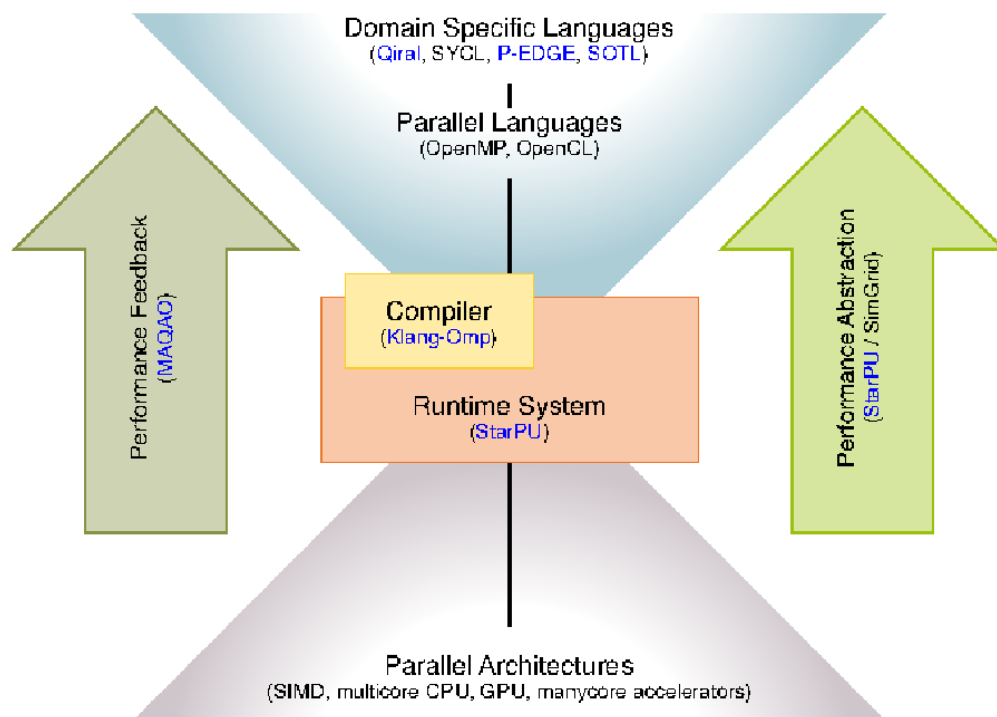 Domain Specific Languages
(Qiral, SYCL, P-EDGE, SOTL)
Parallel Languages
(OpenMP, OpenCL)
Performance Feedback
(MAQAO)
Compiler
(Klang-Omp)
Runtime System
(StarPU)
Performance Abstraction
(StarPU / SimGrid)
Parallel Architectures
(SIMD, multicore CPU, GPU, manycore accelerators)